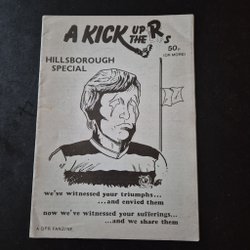 A KICK UP THE Rs
50p
(OR MORE)
HILLSBOROUGH
SPECIAL
we've witnessed your triumphs...
...and envied them
now we've witnessed your sufferings...
...and we share them
A QPR FANZINE